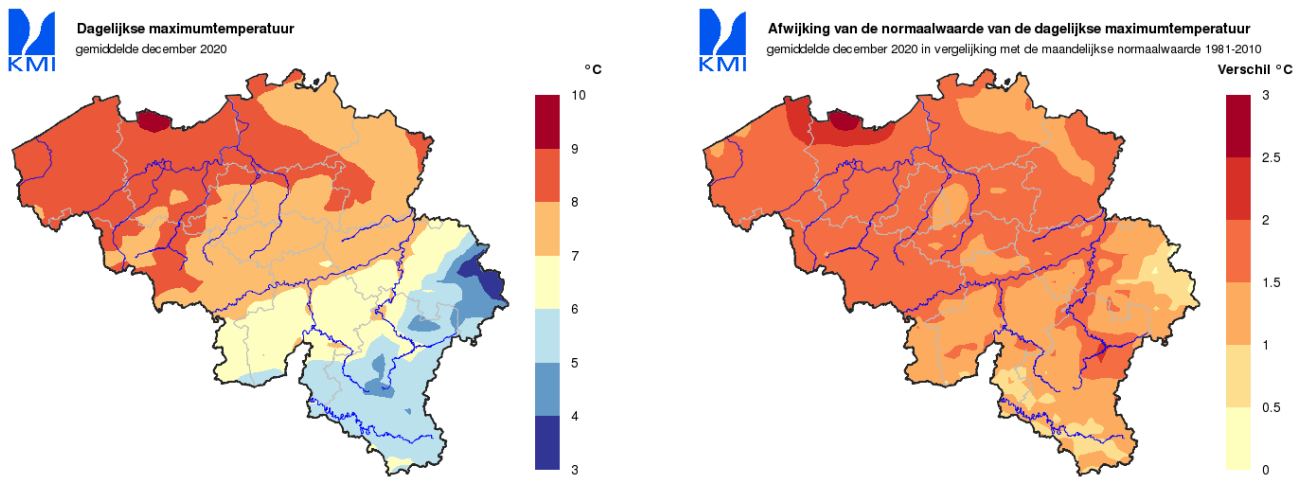 KMI
Dagelijkse maximumtemperatuur
gemiddelde december 2020
°C
10
9
8
7
6
5
4
3
KMI
Afwijking van de normaalwaarde van de dagelijkse maximumtemperatuur
gemiddelde december 2020 in vergelijking met de maandelijkse normaalwaarde 1981-2010
Verschil °C
3
2.5
2
1.5
1
0.5
0